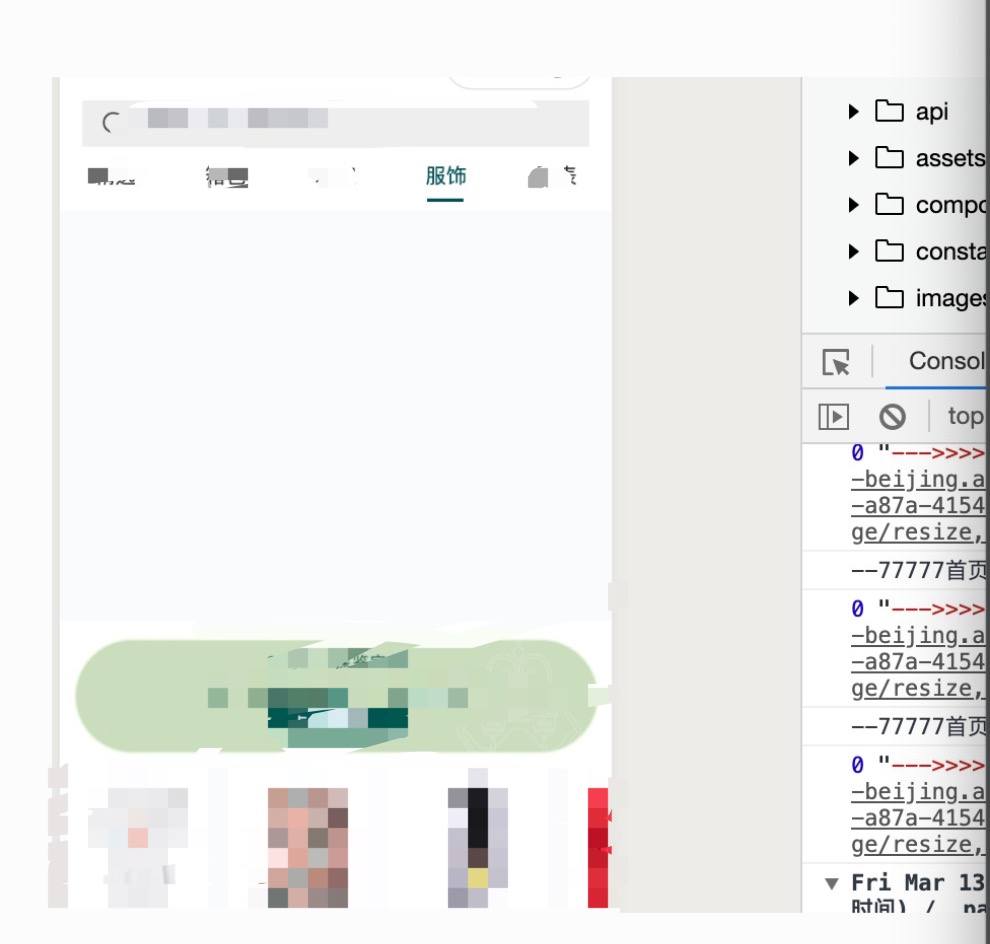 服饰
api
assets
compo
consta
images
Consol
top
0 "--->>>>
-beijing.a
-a87a-4154
ge/resize,
--77777首页
0 "--->>>>
-beijing.a
-a87a-4154
ge/resize,
--77777首页
0 "--->>>>
-beijing.a
-a87a-4154
ge/resize,
Fri Mar 13
时间) / pa